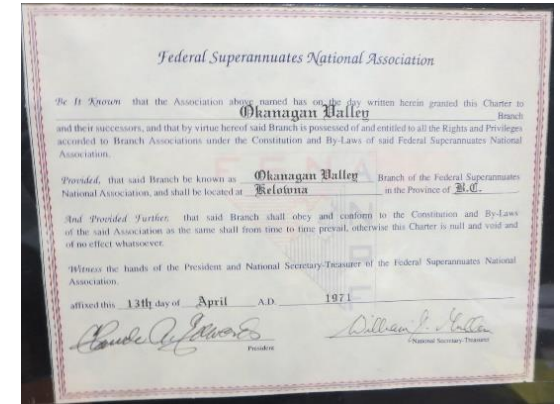 Federal Superannuates National Association
Be It Known that the Association above named has on the day written herein granted this Charter to
Okanagan Valley Branch
and their successors, and that by virtue hereof said Branch is possessed of and entitled to all the Rights and Privileges
accorded to Branch Associations under the Constitution and By-Laws of said Federal Superannuates National
Association.
Provided, that said Branch be known as Okanagan Valley Branch of the Federal Superannuates
National Association, and shall be located at Kelowna in the Province of B.C.
And Provided Further, that said Branch shall obey and conform to the Constitution and By-Laws
of the said Association as the same shall from time to time prevail, otherwise this Charter is null and void and
of no effect whatsoever.
Witness the hands of the President and National Secretary-Treasurer of the Federal Superannuates National
Association.
affixed this 13th day of April A.D. 1971
Claude A. Edwards
William J.
President
National Secretary-Treasurer